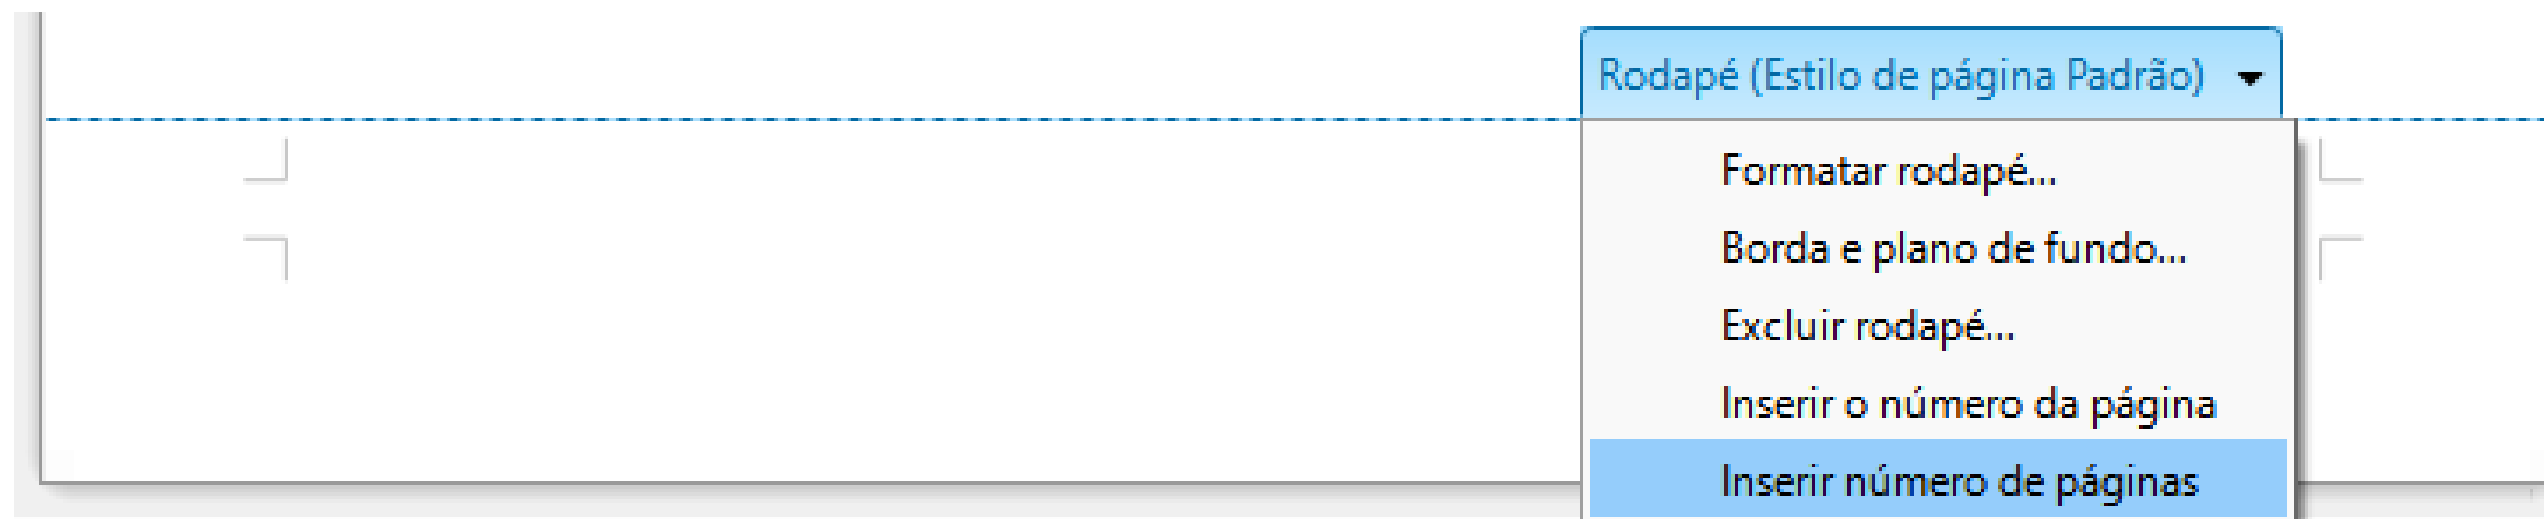 Rodapé (Estilo de página Padrão)
Formatar rodapé...
Borda e plano de fundo...
Excluir rodapé...
Inserir o número da página
Inserir número de páginas